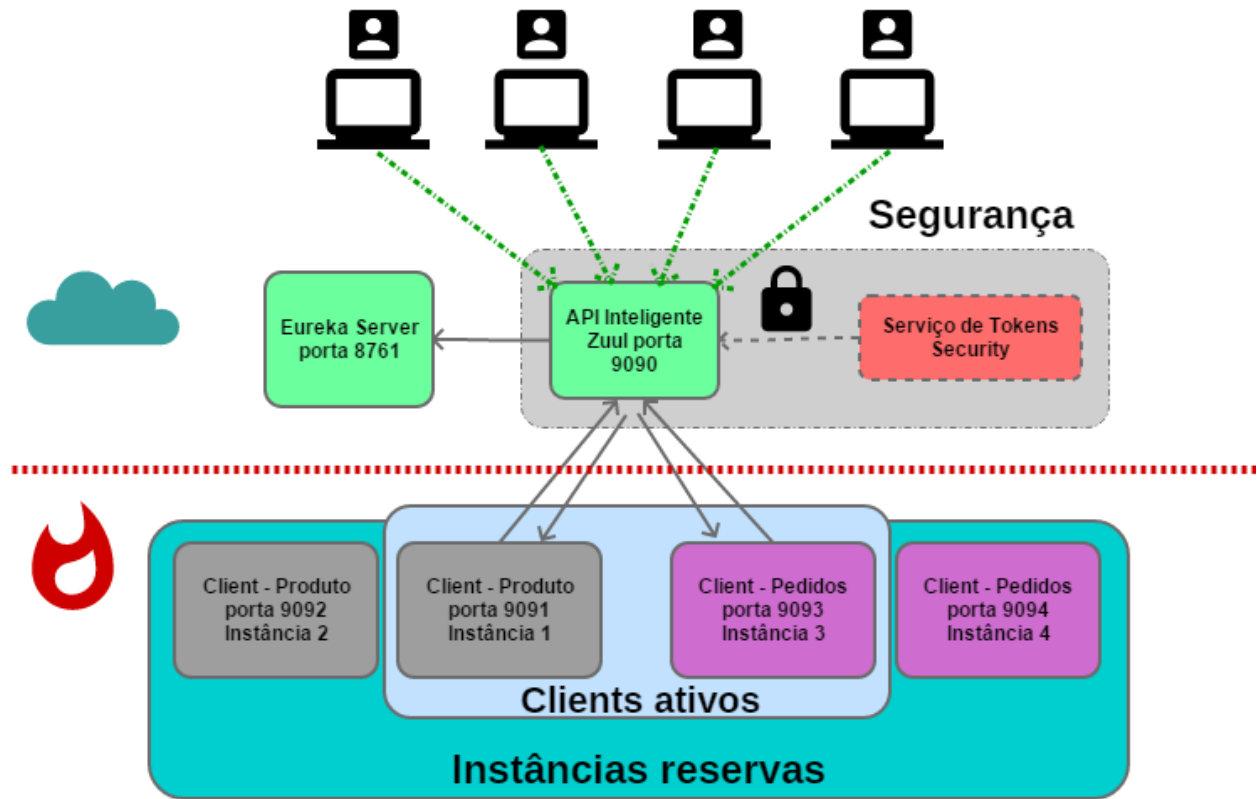 Segurança
Eureka Server
porta 8761
API Inteligente
Zuul porta
9090
Serviço de Tokens
Security
Client - Produto
porta 9092
Instância 2
Client - Produto
porta 9091
Instância 1
Client - Pedidos
porta 9093
Instância 3
Client - Pedidos
porta 9094
Instância 4
Clients ativos
Instâncias reservas